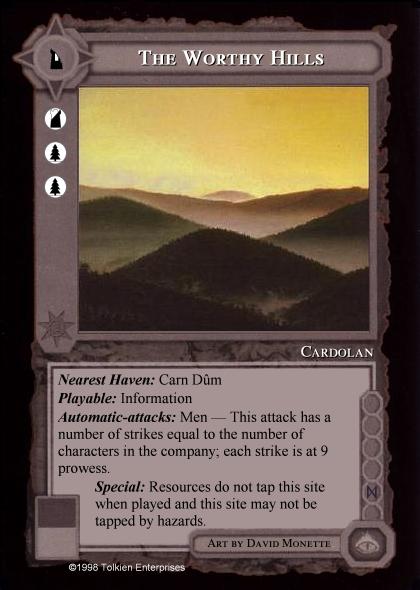 THE WORTHY HILLS
CARDOLAN
Nearest Haven: Carn Dûm
Playable: Information
Automatic-attacks: Men — This attack has a
number of strikes equal to the number of
characters in the company; each strike is at 9
prowess.
Special: Resources do not tap this site
when played and this site may not be
tapped by hazards.
ART BY DAVID MONETTE
©1998 Tolkien Enterprises